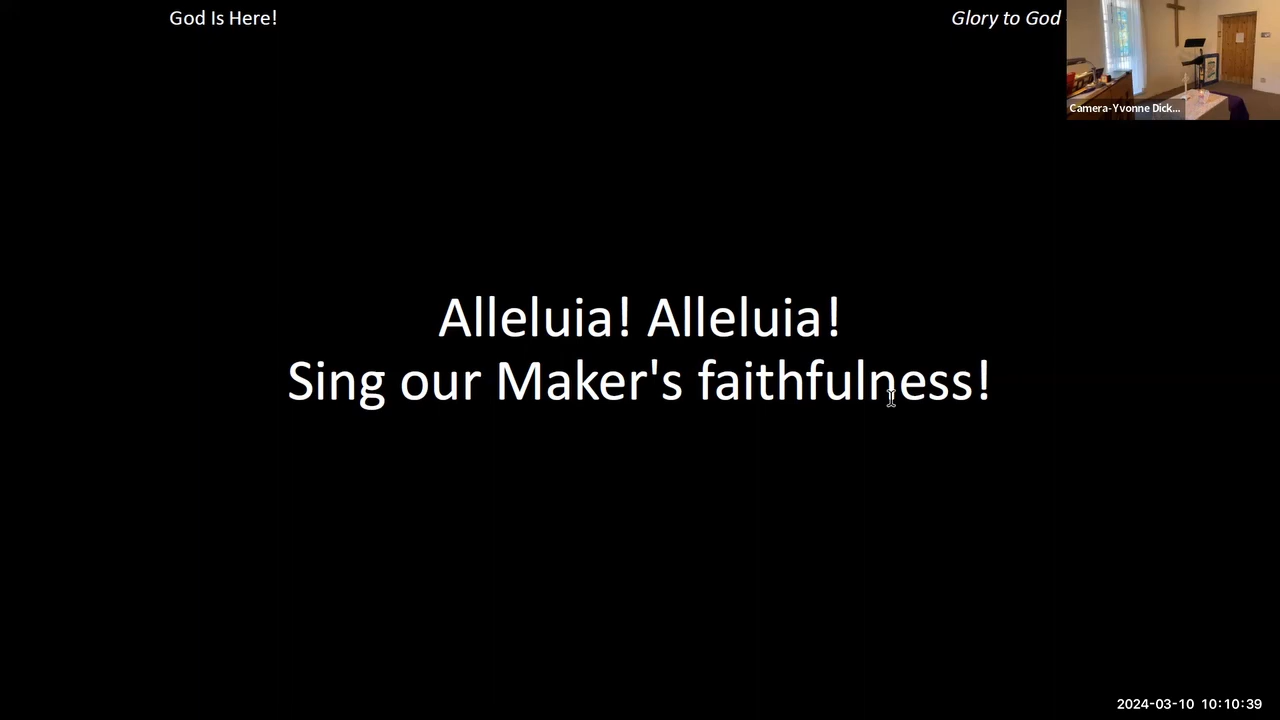 God Is Here!
Glory to God
Camera-Yvonne Dick...
Alleluia! Alleluia!
Sing our Maker's faithfulness!
2024-03-10 10:10:39